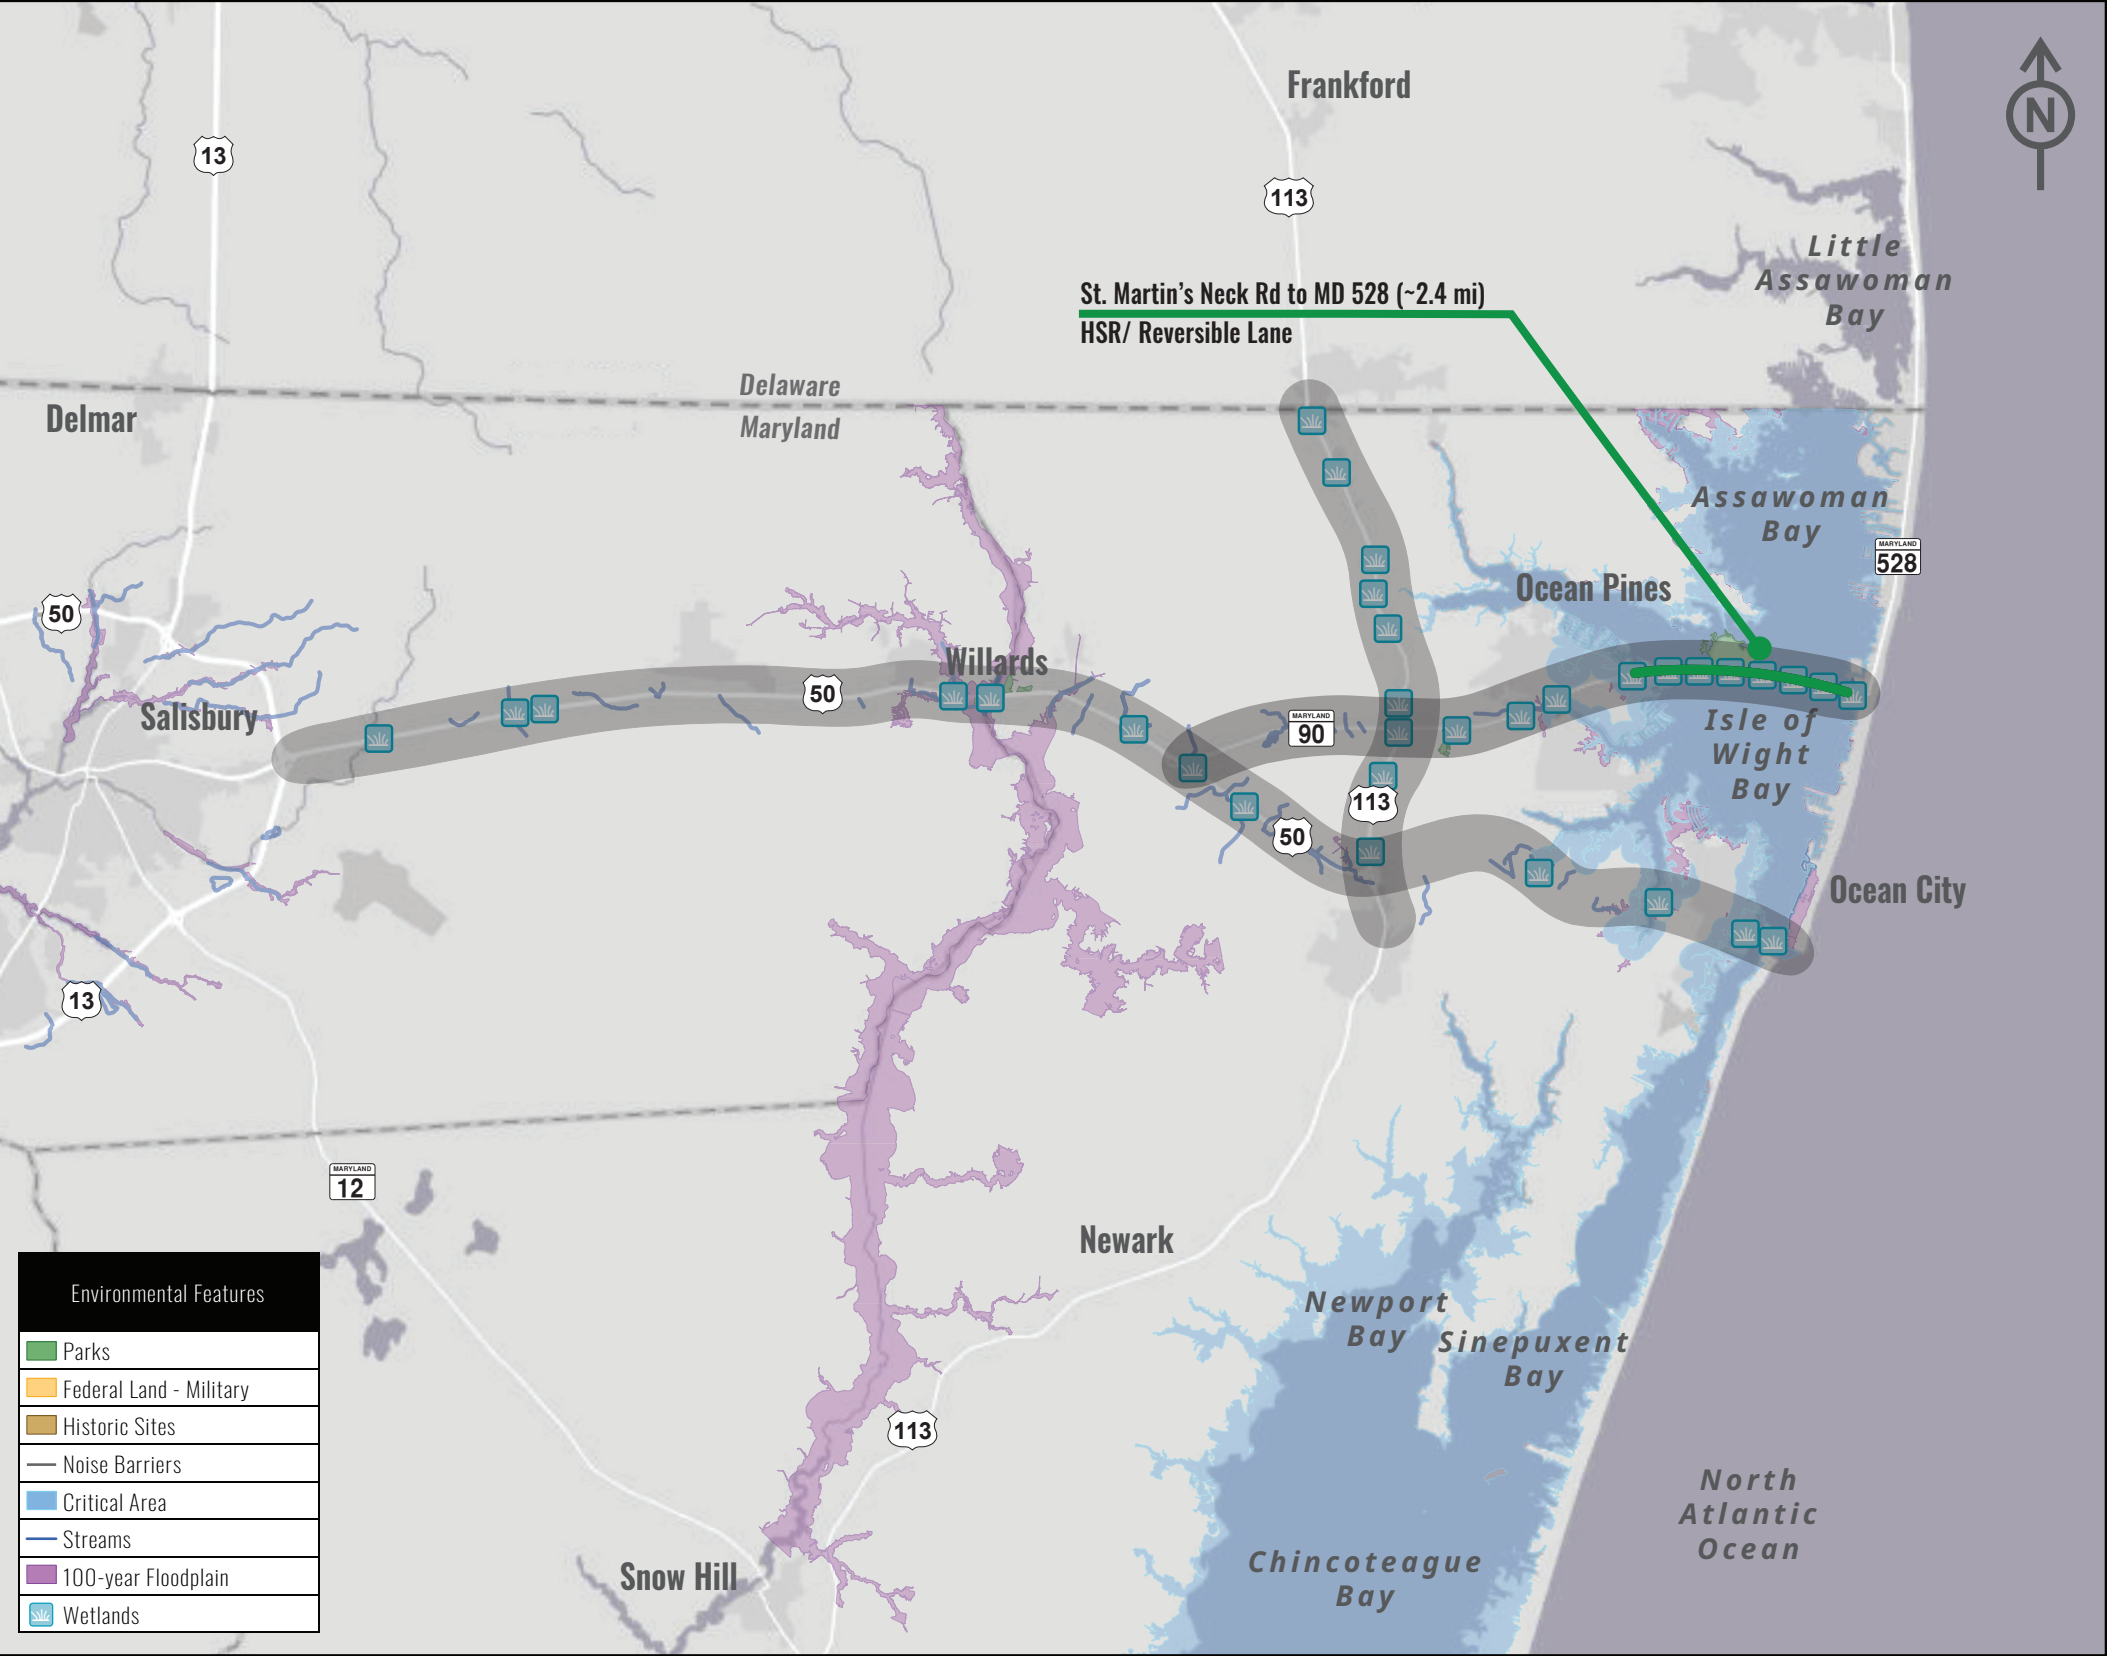 Frankford
N
13
113
Little
Assawoman
Bay
St. Martin's Neck Rd to MD 528 (~2.4 mi)
HSR/ Reversible Lane
Delaware
Maryland
Delmar
Assawoman
Bay
MARYLAND
528
Ocean Pines
50
Willards
50
Salisbury
MARYLAND
90
Isle of
Wight
Bay
113
50
Ocean City
13
MARYLAND
12
Newark
Newport
Bay
Sinepuxent
Bay
113
North
Atlantic
Ocean
Chincoteague
Bay
Snow Hill
Environmental Features
Parks
Federal Land - Military
Historic Sites
Noise Barriers
Critical Area
Streams
100-year Floodplain
Wetlands